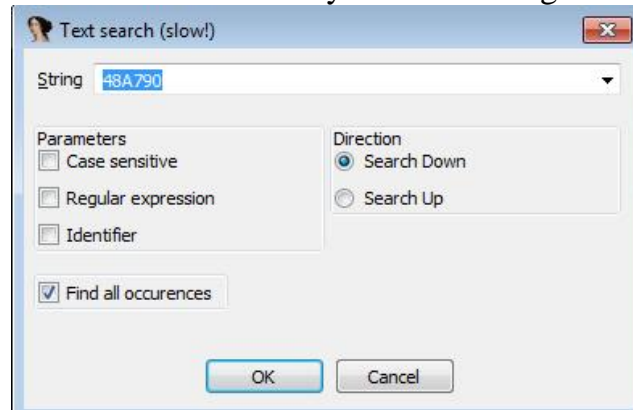 Text search (slow!)
String 48A790
Parameters
Case sensitive
Regular expression
Identifier
Direction
Search Down
Search Up
Find all occurences
OK Cancel